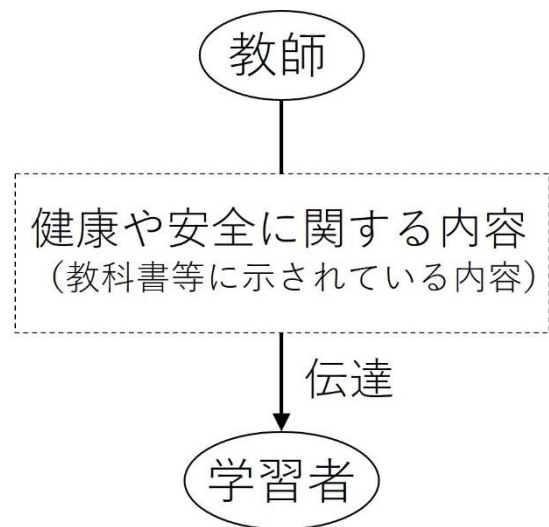 教師
健康や安全に関する内容
（教科書等に示されている内容）
伝達
学習者